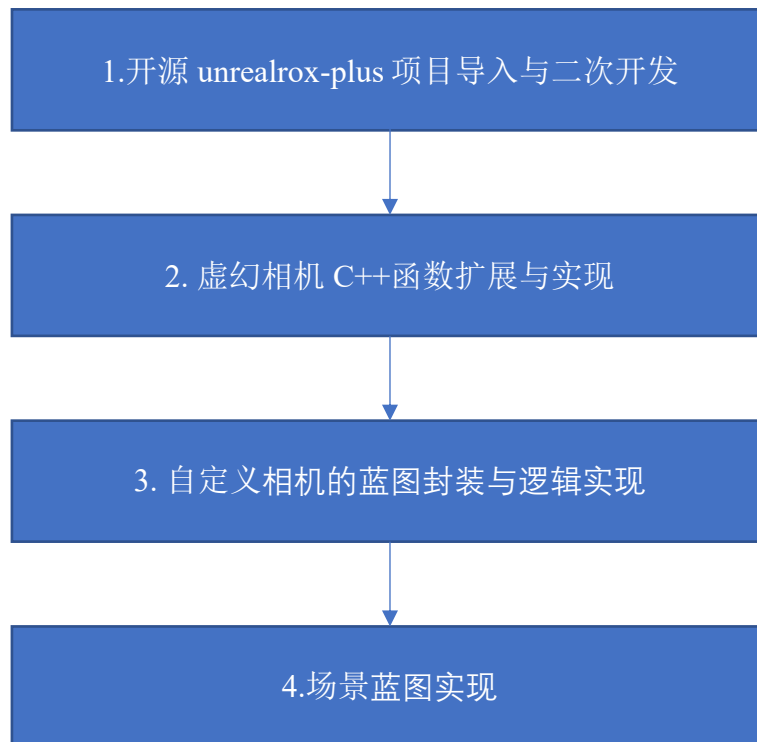 1.开源 unrealrox-plus 项目导入与二次开发
2. 虚幻相机 C++函数扩展与实现
3. 自定义相机的蓝图封装与逻辑实现
4.场景蓝图实现